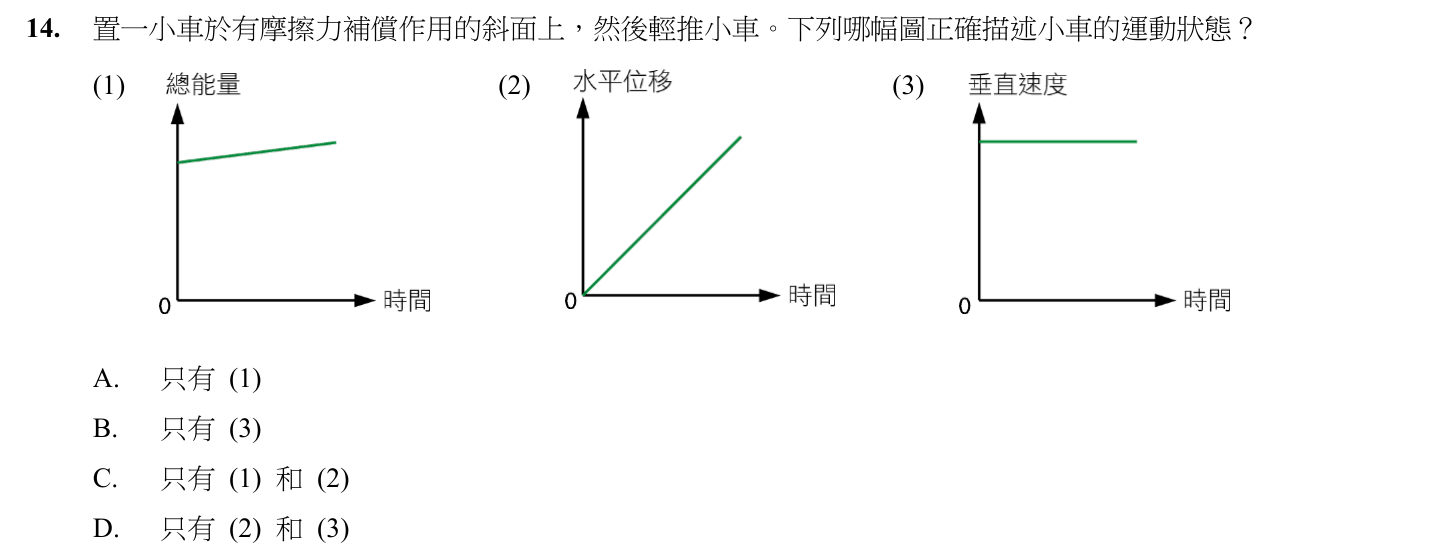 14. 置一小車於有摩擦力補償作用的斜面上，然後輕推小車。下列哪幅圖正確描述小車的運動狀態？
(1) 總能量 (2) 水平位移 (3) 垂直速度
0 時間 0 時間 0 時間
A. 只有 (1)
B. 只有 (3)
C. 只有 (1) 和 (2)
D. 只有 (2) 和 (3)